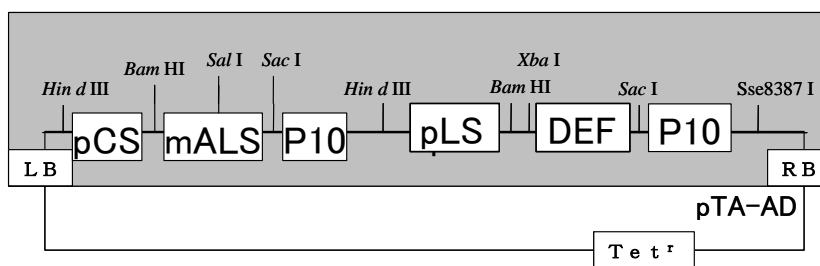 Xba I
Sal I Sac I
Bam HI
Hin d III Hin d III Bam HI Sac I Sse8387 I
pCS mALS P10 pLS DEF P10
LB RB
pTA-AD
Tetʳ